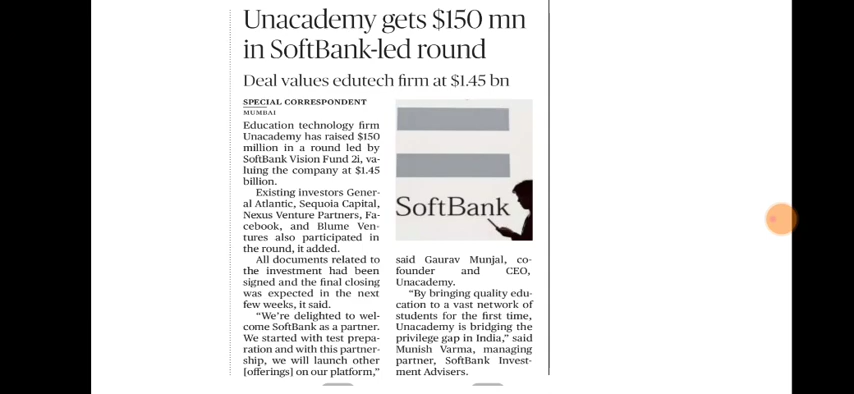 Unacademy gets $150 mn
in SoftBank-led round
Deal values edutech firm at $1.45 bn
SPECIAL CORRESPONDENT
MUMBAI
Education technology firm
Unacademy has raised $150
million in a round led by
SoftBank Vision Fund 2i, va-
luing the company at $1.45
billion.
Existing investors Gener-
al Atlantic, Sequoia Capital,
Nexus Venture Partners, Fa-
cebook, and Blume Ven-
tures also participated in
the round, it added.
All documents related to
the investment had been
signed and the final closing
was expected in the next
few weeks, it said.
“We’re delighted to wel-
come SoftBank as a partner.
We started with test prepa-
ration and with this partner-
ship, we will launch other
[offerings] on our platform,”
SoftBank
said Gaurav Munjal, co-
founder and CEO,
Unacademy.
“By bringing quality edu-
cation to a vast network of
students for the first time,
Unacademy is bridging the
privilege gap in India,” said
Munish Varma, managing
partner, SoftBank Invest-
ment Advisers.